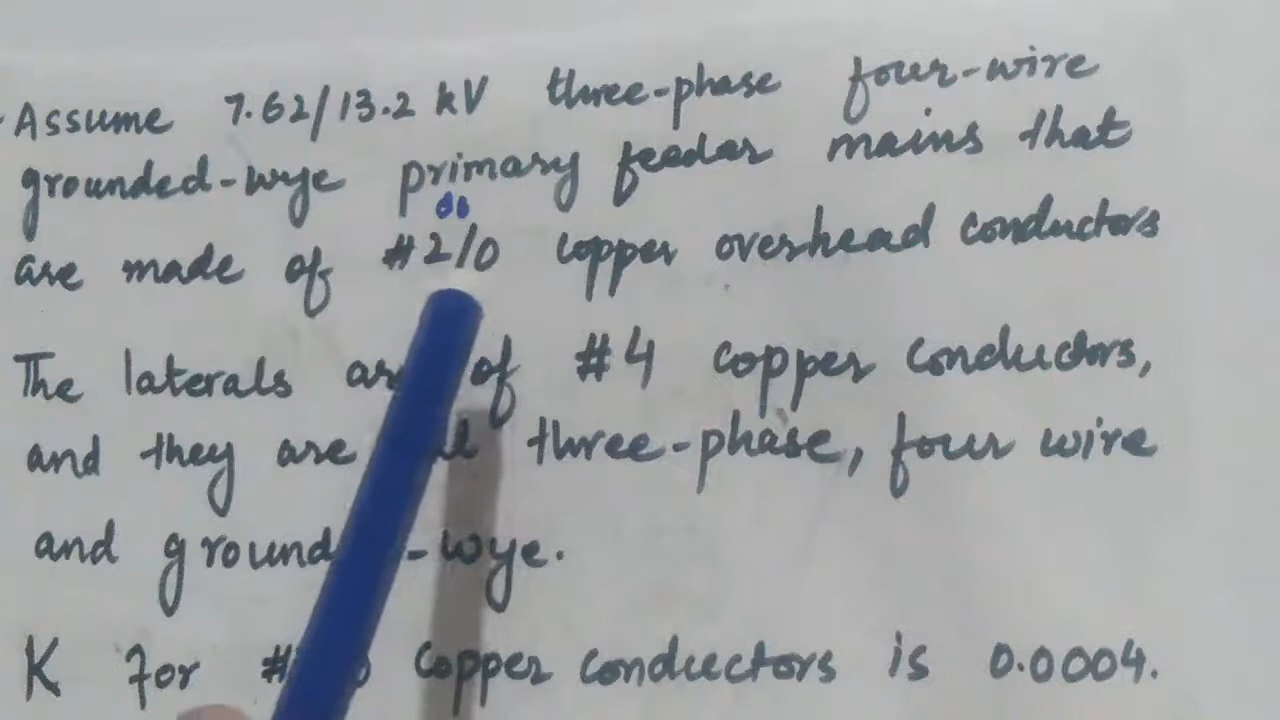 Assume 7.62/13.2 kV three-phase four-wire
grounded-wye primary feeder mains that
are made of #2/0 copper overhead conductors
The laterals are of #4 copper conductors,
and they are three-phase, four wire
and grounded-wye.
K for # copper conductors is 0.0004.